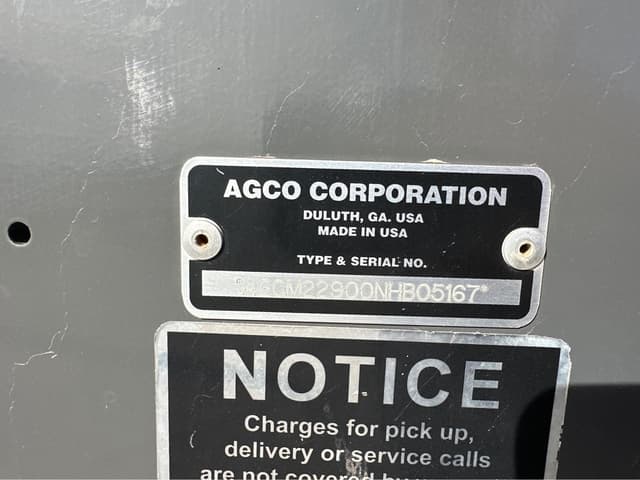 AGCO CORPORATION
DULUTH, GA. USA
MADE IN USA
TYPE & SERIAL NO.
*AGCM22900NHB05167*
NOTICE
Charges for pick up,
delivery or service calls
are not covered by